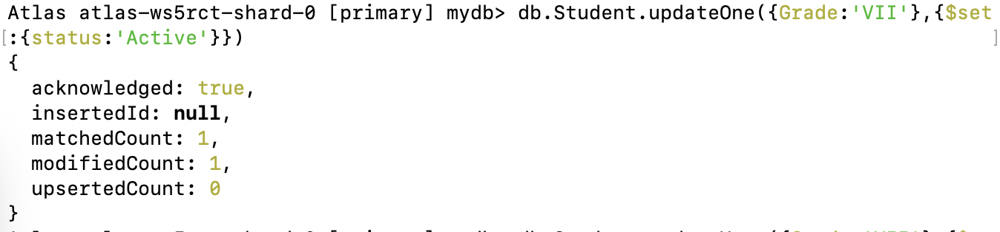 Atlas atlas-ws5rct-shard-0 [primary] mydb> db.Student.updateOne({Grade:'VII'},{$set
[:{status:'Active'}}) ]
{
  acknowledged: true,
  insertedId: null,
  matchedCount: 1,
  modifiedCount: 1,
  upsertedCount: 0
}